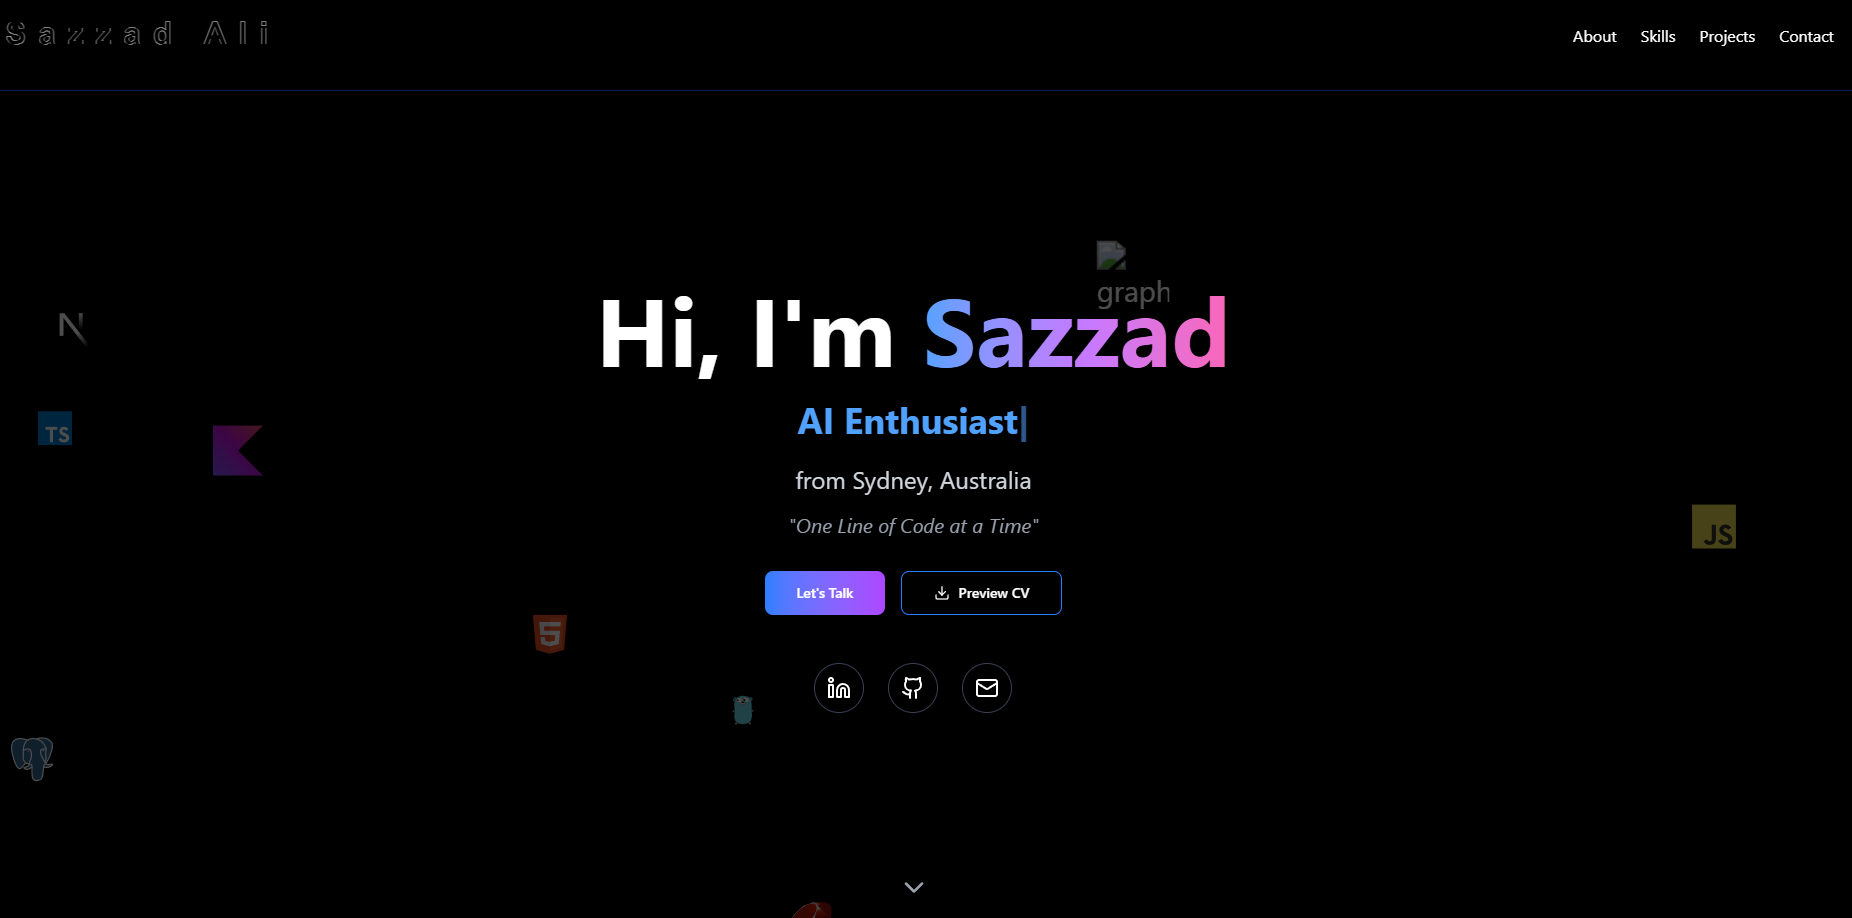 Sazzad Ali
About Skills Projects Contact
graph
Hi, I'm Sazzad
AI Enthusiast|
from Sydney, Australia
"One Line of Code at a Time"
Let's Talk
Preview CV
N
TS
JS
5
in